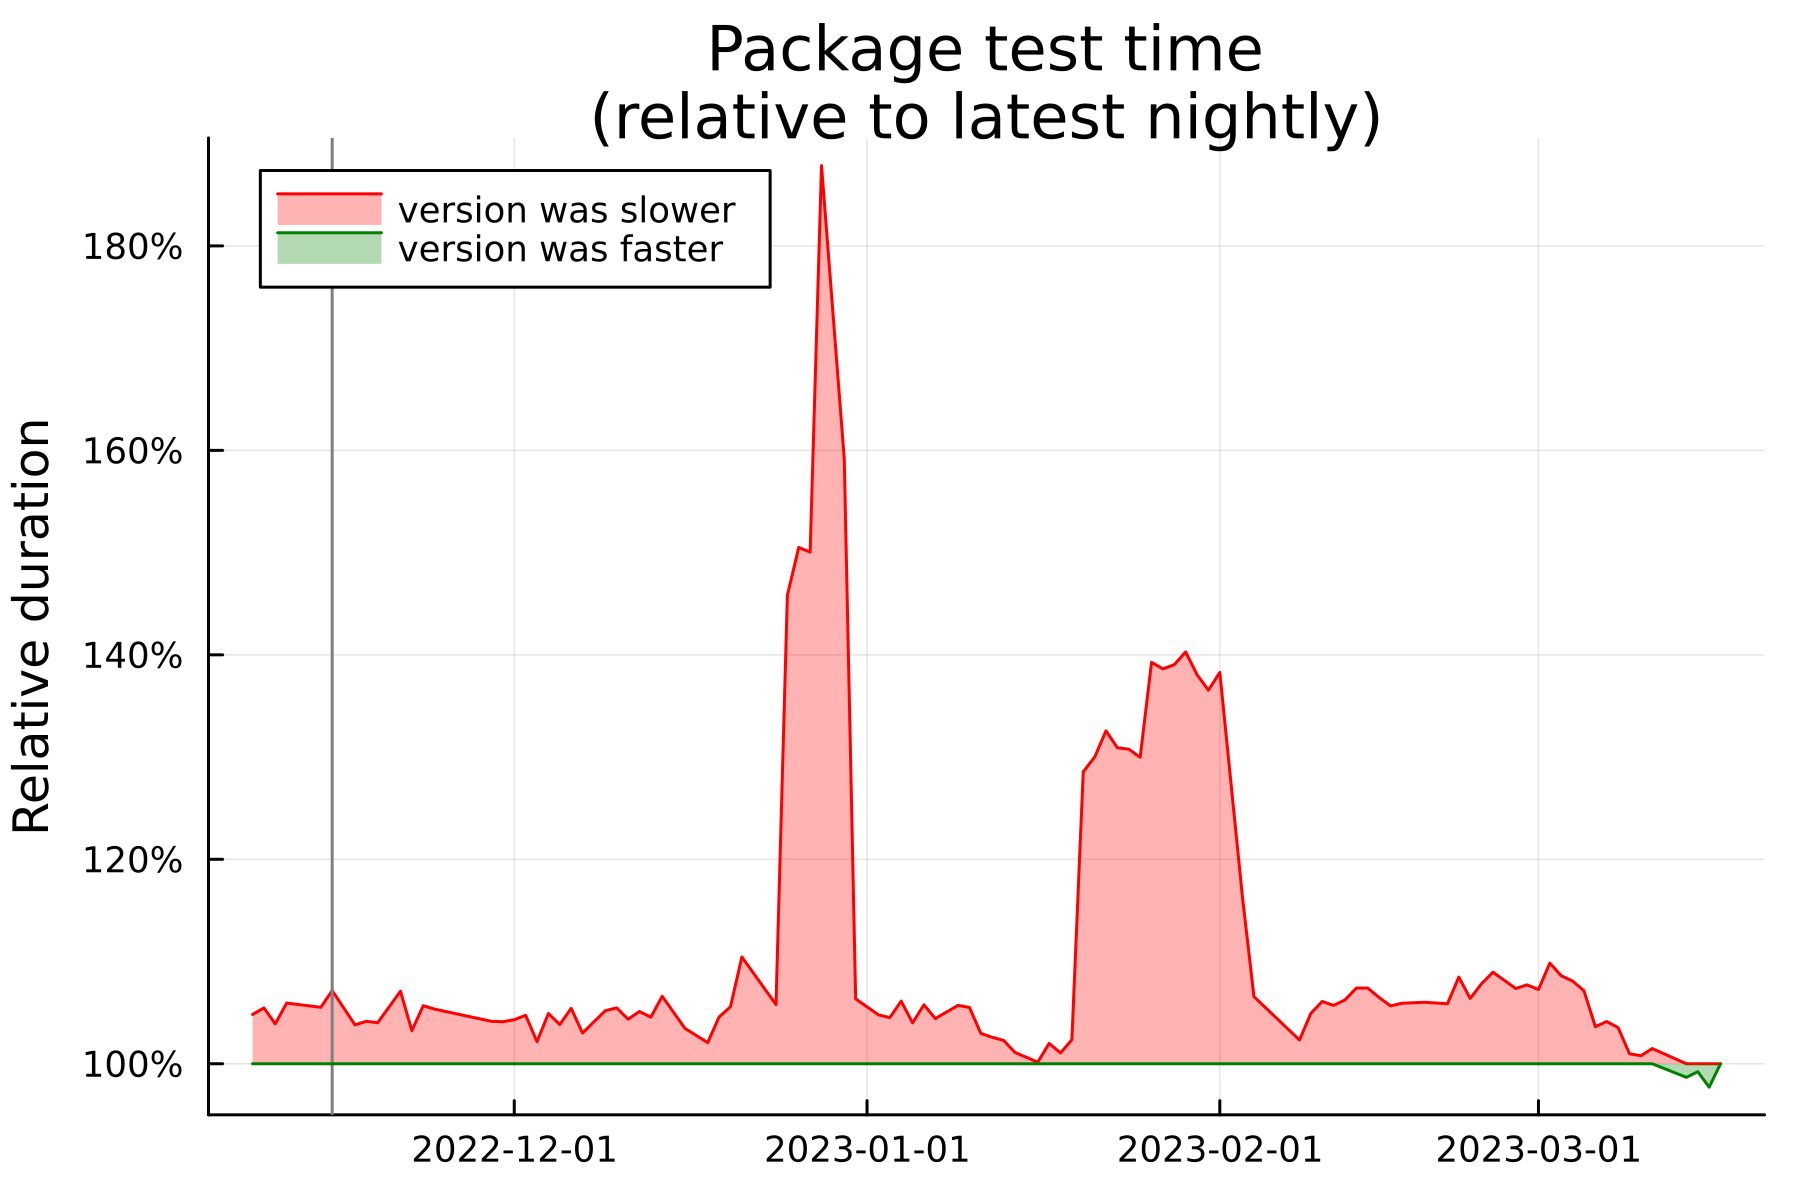 Package test time
(relative to latest nightly)
version was slower
version was faster
Relative duration
180%
160%
140%
120%
100%
2022-12-01
2023-01-01
2023-02-01
2023-03-01